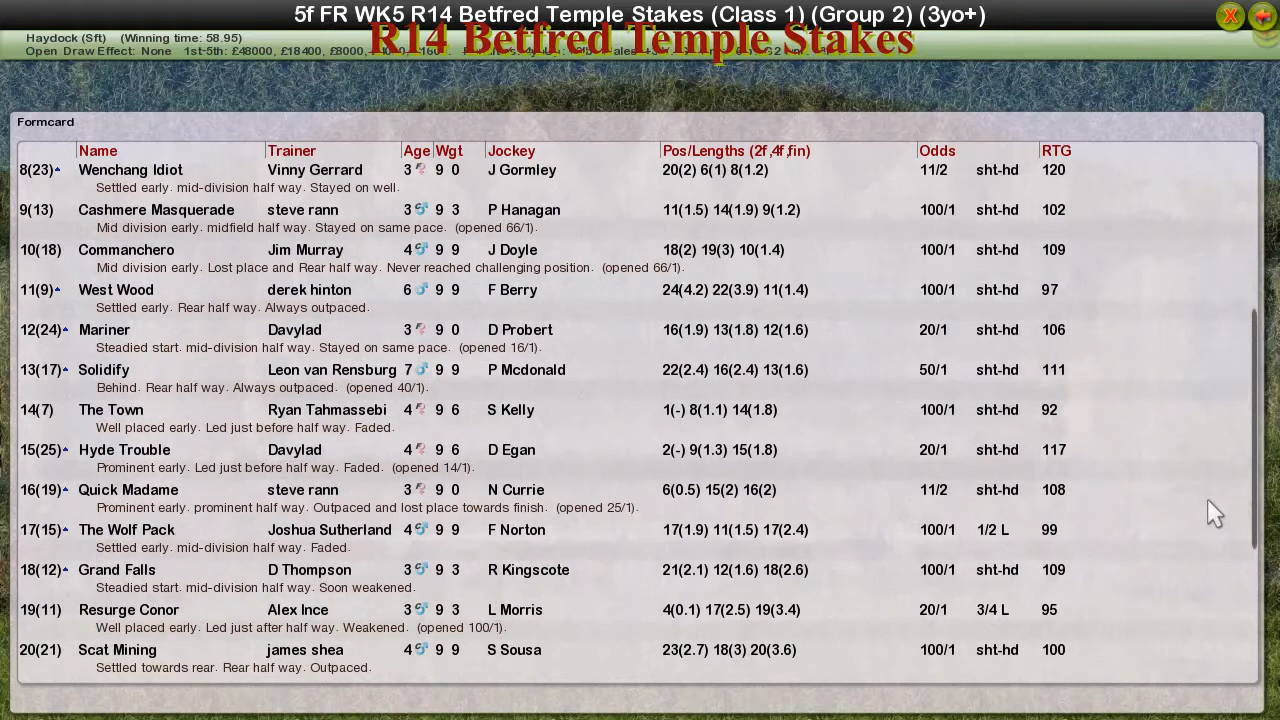 5f FR WK5 R14 Betfred Temple Stakes (Class 1) (Group 2) (3yo+)
R14 Betfred Temple Stakes
Haydock (Sft) (Winning time: 58.95)
Open Draw Effect: None 1st-5th: £48000, £18400, £8000,
Formcard
Name Trainer Age Wgt Jockey Pos/Lengths (2f,4f,fin) Odds RTG
8(23) Wenchang Idiot Vinny Gerrard 3 9 0 J Gormley 20(2) 6(1) 8(1.2) 11/2 sht-hd 120
Settled early. mid-division half way. Stayed on well.
9(13) Cashmere Masquerade steve rann 3 9 3 P Hanagan 11(1.5) 14(1.9) 9(1.2) 100/1 sht-hd 102
Mid division early. midfield half way. Stayed on same pace. (opened 66/1).
10(18) Commanchero Jim Murray 4 9 9 J Doyle 18(2) 19(3) 10(1.4) 100/1 sht-hd 109
Mid division early. Lost place and Rear half way. Never reached challenging position. (opened 66/1).
11(9) West Wood derek hinton 6 9 9 F Berry 24(4.2) 22(3.9) 11(1.4) 100/1 sht-hd 97
Settled early. Rear half way. Always outpaced.
12(24) Mariner Davylad 3 9 0 D Probert 16(1.9) 13(1.8) 12(1.6) 20/1 sht-hd 106
Steadied start. mid-division half way. Stayed on same pace. (opened 16/1).
13(17) Solidify Leon van Rensburg 7 9 9 P Mcdonald 22(2.4) 16(2.4) 13(1.6) 50/1 sht-hd 111
Behind. Rear half way. Always outpaced. (opened 40/1).
14(7) The Town Ryan Tahmassebi 4 9 6 S Kelly 1(-) 8(1.1) 14(1.8) 100/1 sht-hd 92
Well placed early. Led just before half way. Faded.
15(25) Hyde Trouble Davylad 4 9 6 D Egan 2(-) 9(1.3) 15(1.8) 20/1 sht-hd 117
Prominent early. Led just before half way. Faded. (opened 14/1).
16(19) Quick Madame steve rann 3 9 0 N Currie 6(0.5) 15(2) 16(2) 11/2 sht-hd 108
Prominent early. prominent half way. Outpaced and lost place towards finish. (opened 25/1).
17(15) The Wolf Pack Joshua Sutherland 4 9 9 F Norton 17(1.9) 11(1.5) 17(2.4) 100/1 1/2 L 99
Settled early. mid-division half way. Faded.
18(12) Grand Falls D Thompson 3 9 3 R Kingscote 21(2.1) 12(1.6) 18(2.6) 100/1 sht-hd 109
Steadied start. mid-division half way. Soon weakened.
19(11) Resurge Conor Alex Ince 3 9 3 L Morris 4(0.1) 17(2.5) 19(3.4) 20/1 3/4 L 95
Well placed early. Led just after half way. Weakened. (opened 100/1).
20(21) Scat Mining james shea 4 9 9 S Sousa 23(2.7) 18(3) 20(3.6) 100/1 sht-hd 100
Settled towards rear. Rear half way. Outpaced.